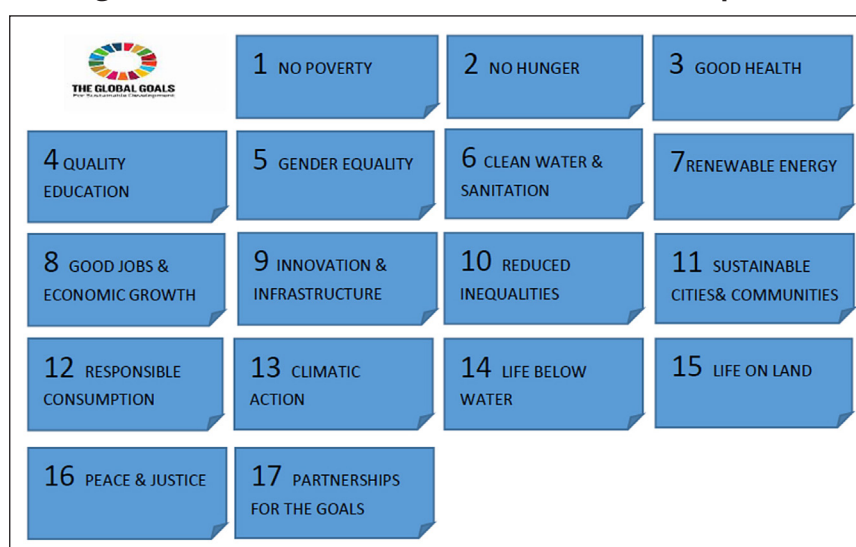 THE GLOBAL GOALS
For Sustainable Development
1 NO POVERTY
2 NO HUNGER
3 GOOD HEALTH
4 QUALITY
EDUCATION
5 GENDER EQUALITY
6 CLEAN WATER &
SANITATION
7RENEWABLE ENERGY
8 GOOD JOBS &
ECONOMIC GROWTH
9 INNOVATION &
INFRASTRUCTURE
10 REDUCED
INEQUALITIES
11 SUSTAINABLE
CITIES& COMMUNITIES
12 RESPONSIBLE
CONSUMPTION
13 CLIMATIC
ACTION
14 LIFE BELOW
WATER
15 LIFE ON LAND
16 PEACE & JUSTICE
17 PARTNERSHIPS
FOR THE GOALS